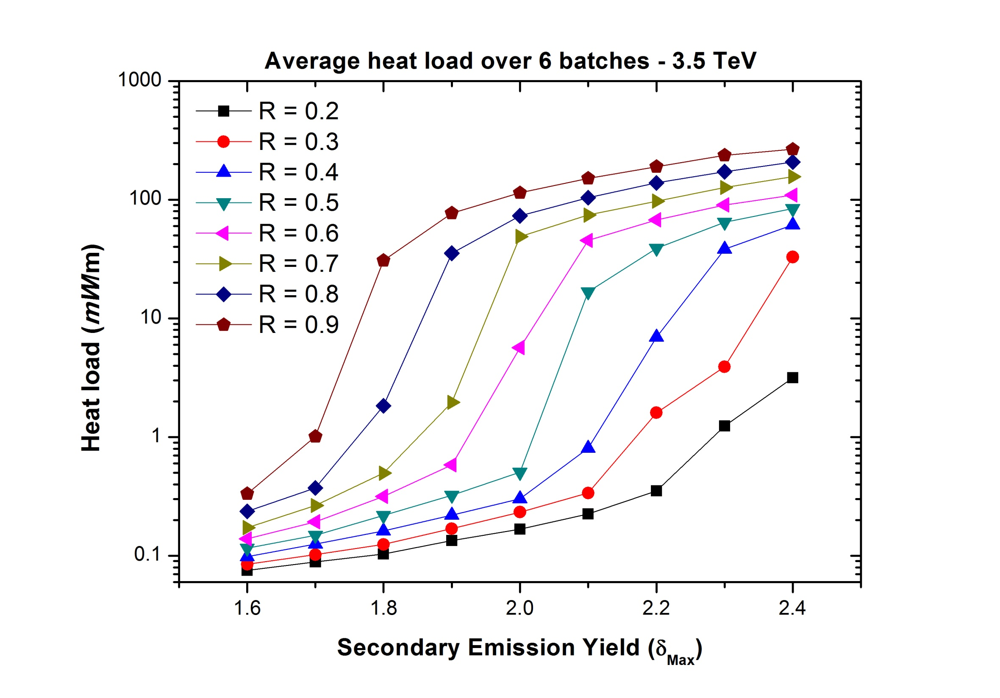 Average heat load over 6 batches - 3.5 TeV
1000
100
10
1
0.1
R = 0.2
R = 0.3
R = 0.4
R = 0.5
R = 0.6
R = 0.7
R = 0.8
R = 0.9
Heat load (mW/m)
1.6 1.8 2.0 2.2 2.4
Secondary Emission Yield (δMax)